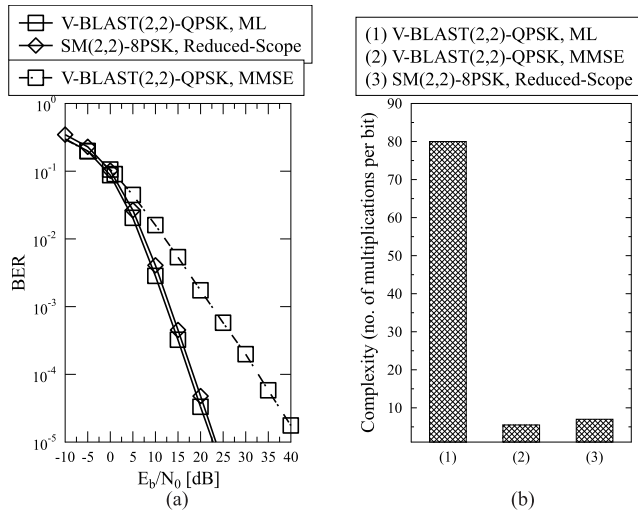 V-BLAST(2,2)-QPSK, ML
SM(2,2)-8PSK, Reduced-Scope
V-BLAST(2,2)-QPSK, MMSE
10^0
10^-1
10^-2
10^-3
10^-4
10^-5
BER
-10 -5 0 5 10 15 20 25 30 35 40
E_b/N_0 [dB]
(a)
(1) V-BLAST(2,2)-QPSK, ML
(2) V-BLAST(2,2)-QPSK, MMSE
(3) SM(2,2)-8PSK, Reduced-Scope
90
80
70
60
50
40
30
20
10
Complexity (no. of multiplications per bit)
(1) (2) (3)
(b)